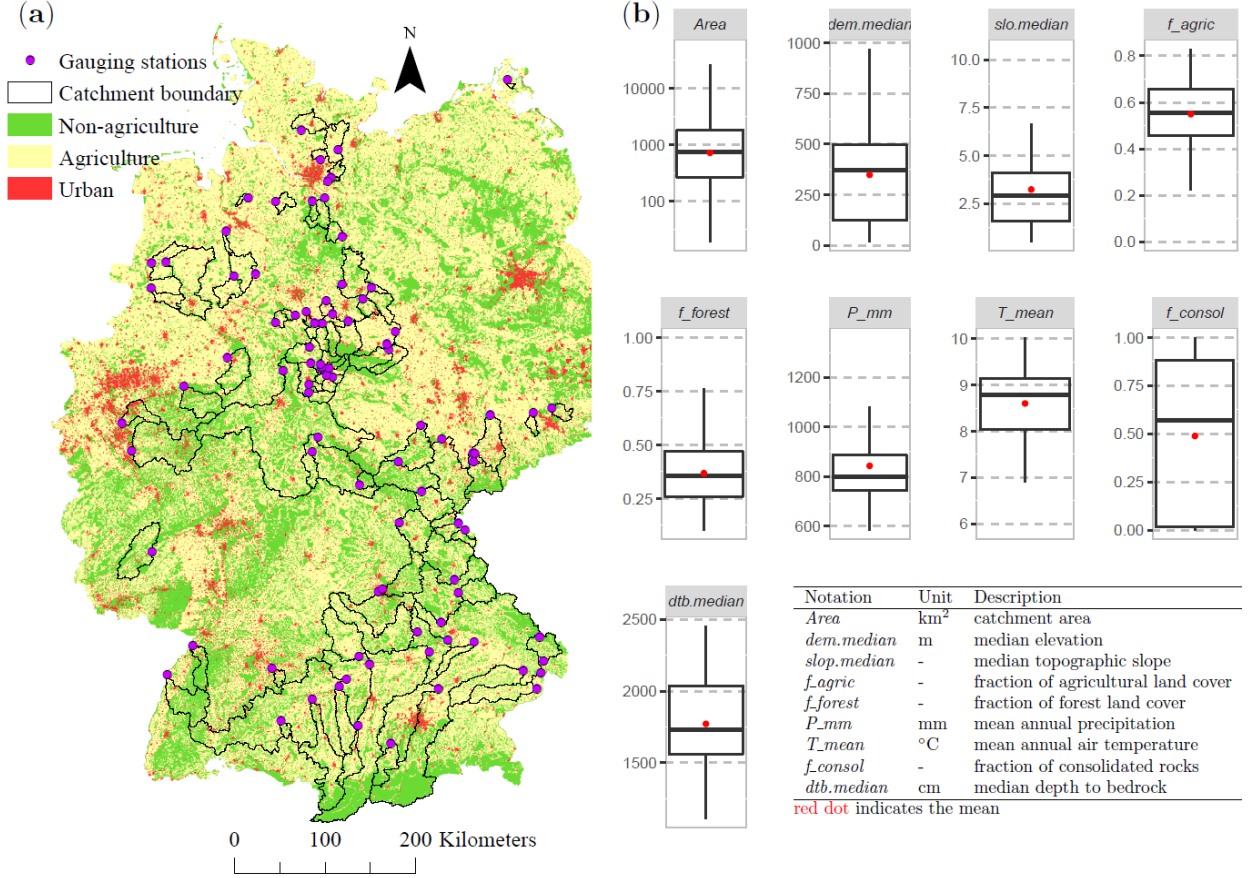 (a)
N
Gauging stations
Catchment boundary
Non-agriculture
Agriculture
Urban
0 100 200 Kilometers
(b)
Area
10000
1000
100
dem.median
1000
750
500
250
0
slo.median
10.0
7.5
5.0
2.5
f_agric
0.8
0.6
0.4
0.2
0.0
f_forest
1.00
0.75
0.50
0.25
P_mm
1200
1000
800
600
T_mean
10
9
8
7
6
f_consol
1.00
0.75
0.50
0.25
0.00
dtb.median
2500
2000
1500
Notation Unit Description
Area km² catchment area
dem.median m median elevation
slop.median - median topographic slope
f_agric - fraction of agricultural land cover
f_forest - fraction of forest land cover
P_mm mm mean annual precipitation
T_mean °C mean annual air temperature
f_consol - fraction of consolidated rocks
dtb.median cm median depth to bedrock
red dot indicates the mean